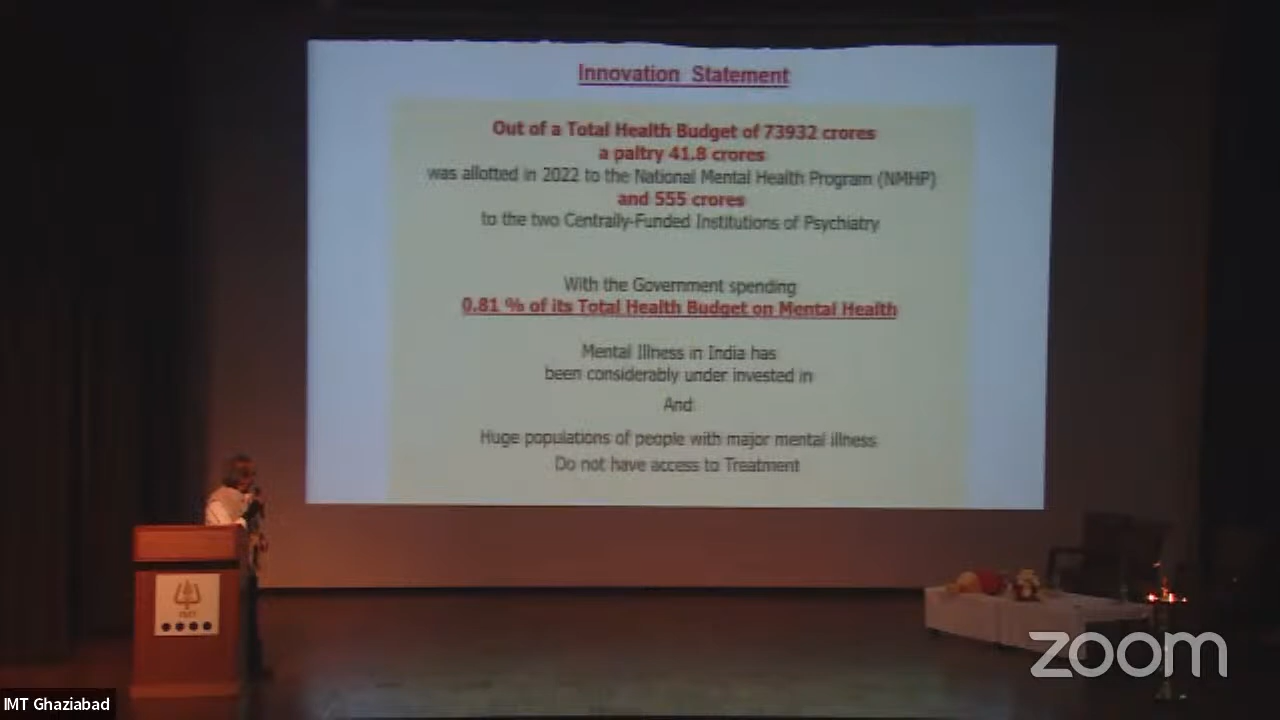 Innovation Statement
Out of a Total Health Budget of 73932 crores
a paltry 41.8 crores
was allotted in 2022 to the National Mental Health Program (NMHP)
and 555 crores
to the two Centrally-Funded Institutions of Psychiatry
With the Government spending
0.81 % of its Total Health Budget on Mental Health
Mental Illness in India has
been considerably under invested in
And
Huge populations of people with major mental illness
Do not have access to Treatment
IMT
zoom
IMT Ghaziabad